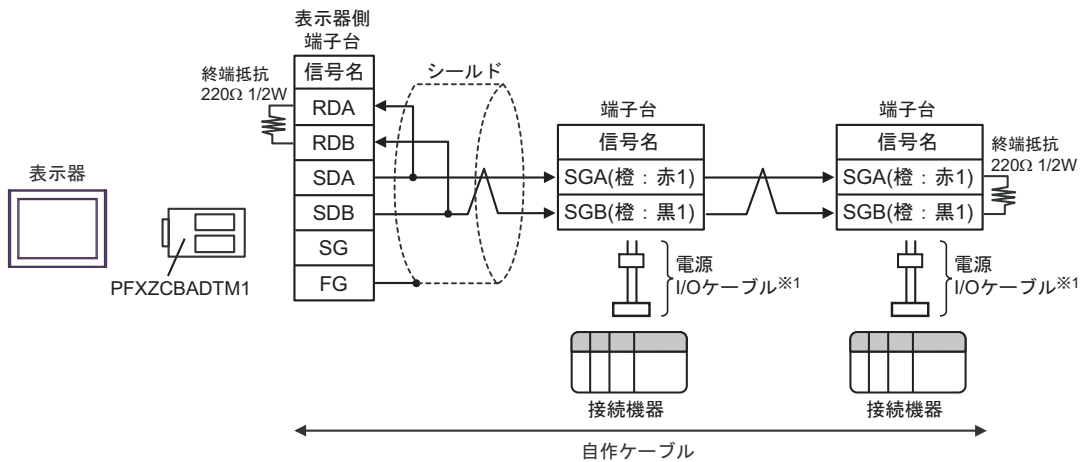 表示器側
端子台
信号名
RDA
RDB
SDA
SDB
SG
FG
終端抵抗
220Ω 1/2W
シールド
表示器
PFXZCBADTM1
端子台
信号名
SGA(橙：赤1)
SGB(橙：黒1)
電源
I/Oケーブル※1
接続機器
端子台
信号名
SGA(橙：赤1)
SGB(橙：黒1)
終端抵抗
220Ω 1/2W
電源
I/Oケーブル※1
接続機器
自作ケーブル